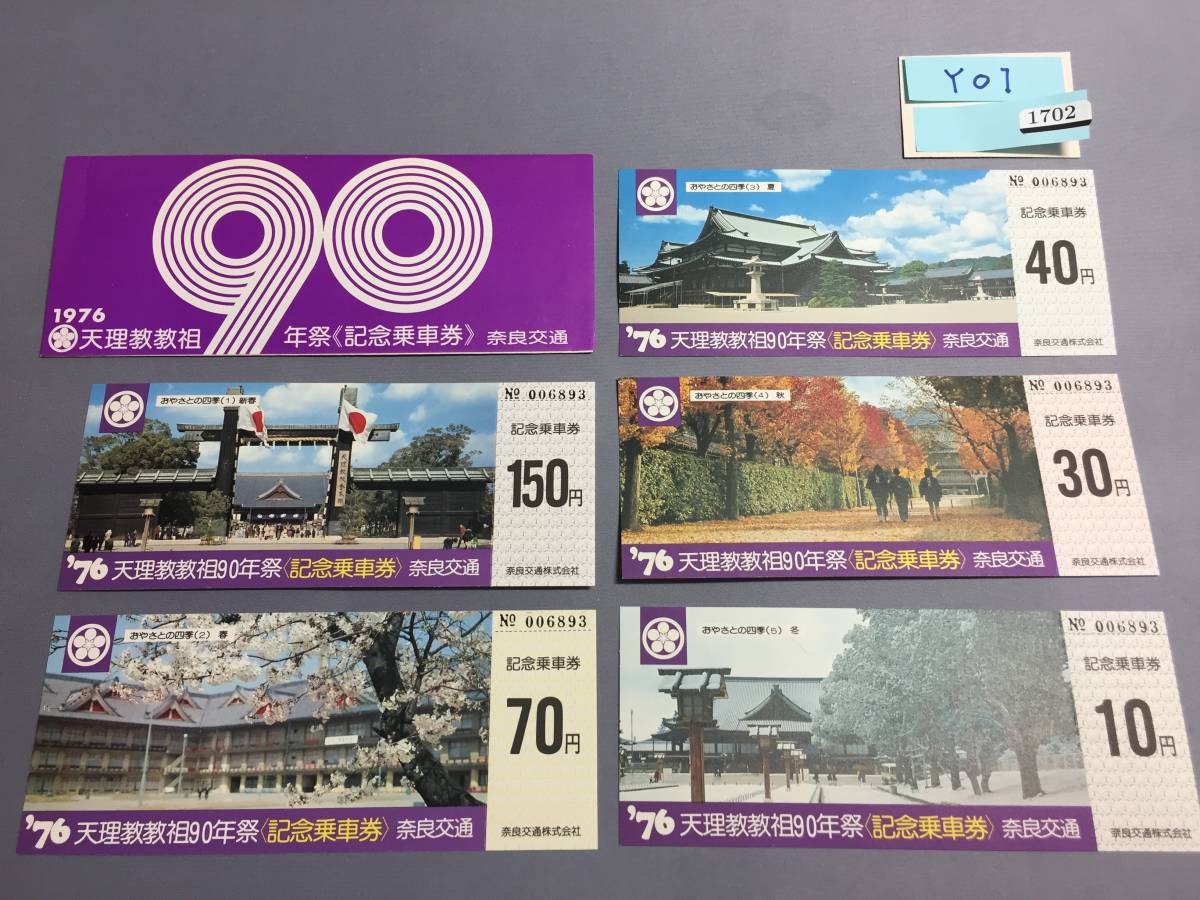 YO1
1702
90
1976
天理教教祖 年祭《記念乗車券》 奈良交通
おやさとの四季(3) 夏
№ 006893
記念乗車券
40円
'76 天理教教祖90年祭〈記念乗車券〉奈良交通
奈良交通株式会社
おやさとの四季(1) 新春
№ 006893
記念乗車券
150円
'76 天理教教祖90年祭〈記念乗車券〉奈良交通
奈良交通株式会社
おやさとの四季(4) 秋
№ 006893
記念乗車券
30円
'76 天理教教祖90年祭〈記念乗車券〉奈良交通
奈良交通株式会社
おやさとの四季(2) 春
№ 006893
記念乗車券
70円
'76 天理教教祖90年祭〈記念乗車券〉奈良交通
奈良交通株式会社
おやさとの四季(5) 冬
№ 006893
記念乗車券
10円
'76 天理教教祖90年祭〈記念乗車券〉奈良交通
奈良交通株式会社